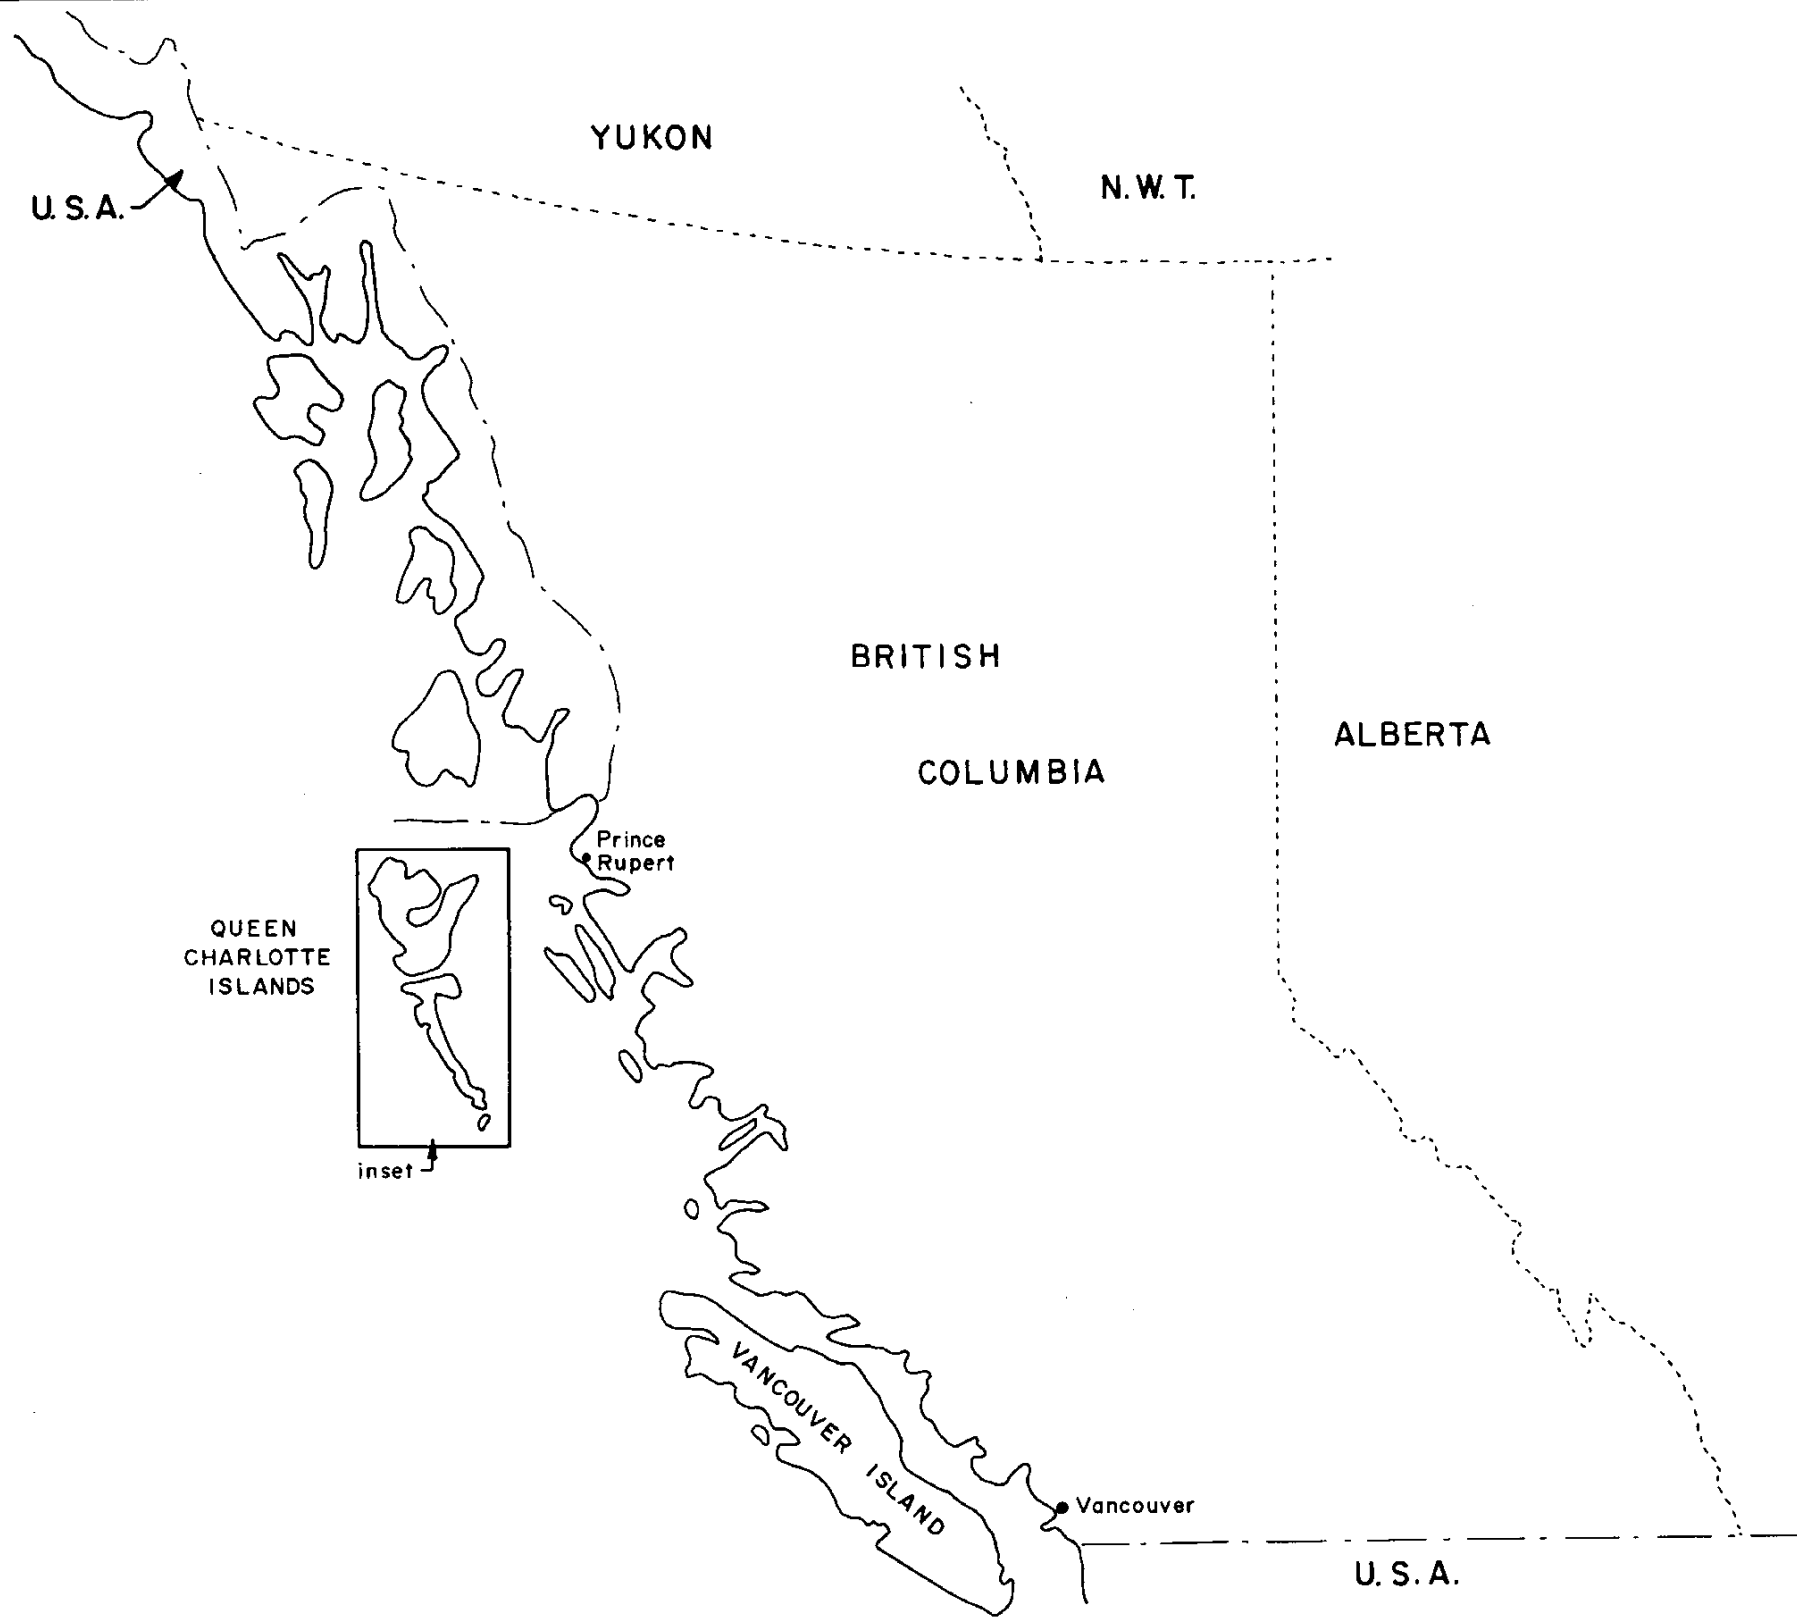 YUKON
N.W.T.
U.S.A.
BRITISH
COLUMBIA
ALBERTA
Prince
Rupert
QUEEN
CHARLOTTE
ISLANDS
inset
VANCOUVER ISLAND
Vancouver
U.S.A.